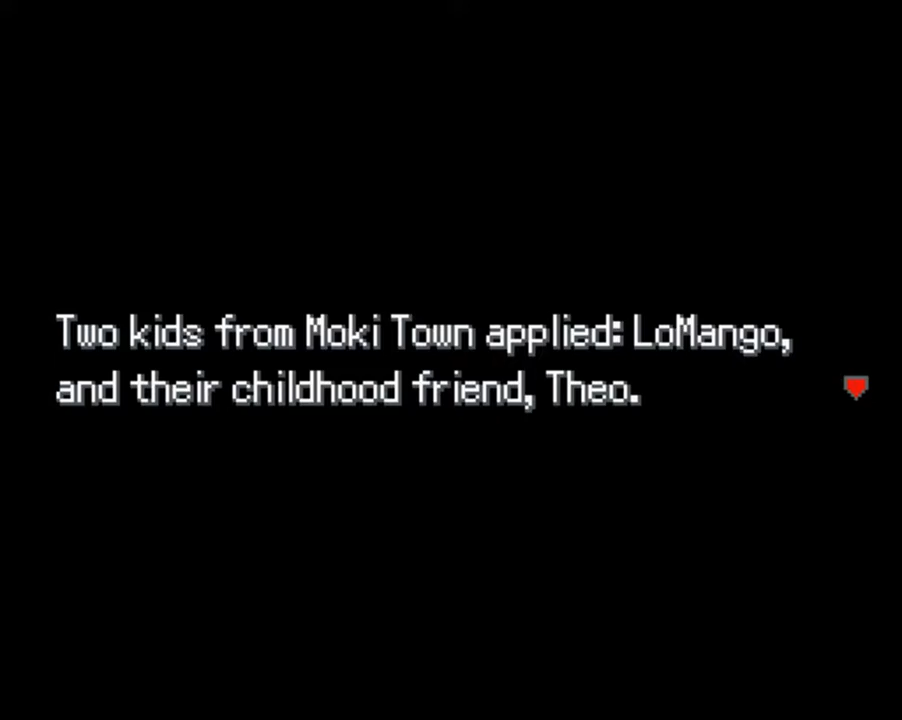 Two kids from Moki Town applied: LoMango,
and their childhood friend, Theo.